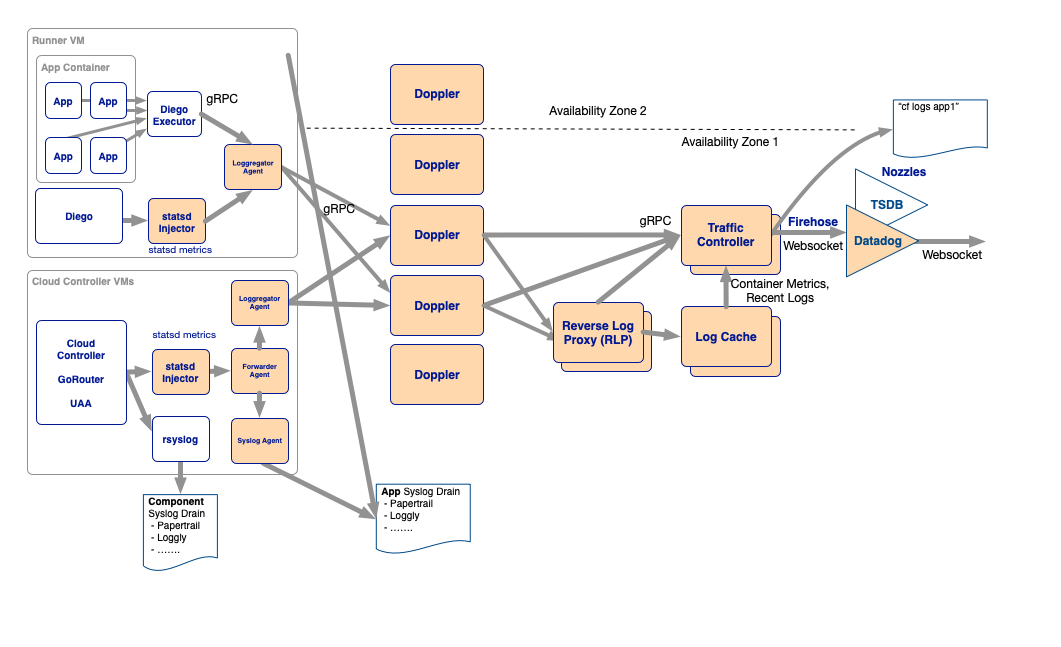 Runner VM
App Container
App
App
App
App
Diego
Executor
gRPC
Loggregator
Agent
Diego
statsd
Injector
statsd metrics
Cloud Controller VMs
Cloud
Controller
GoRouter
UAA
statsd metrics
statsd
Injector
rsyslog
Loggregator
Agent
Forwarder
Agent
Syslog Agent
Component
Syslog Drain
- Papertrail
- Loggly
- …….
App Syslog Drain
- Papertrail
- Loggly
- …….
gRPC
Doppler
Doppler
Doppler
Doppler
Doppler
Availability Zone 2
Availability Zone 1
gRPC
Reverse Log
Proxy (RLP)
Traffic
Controller
Container Metrics,
Recent Logs
Log Cache
“cf logs app1”
Nozzles
TSDB
Firehose
Websocket
Datadog
Websocket